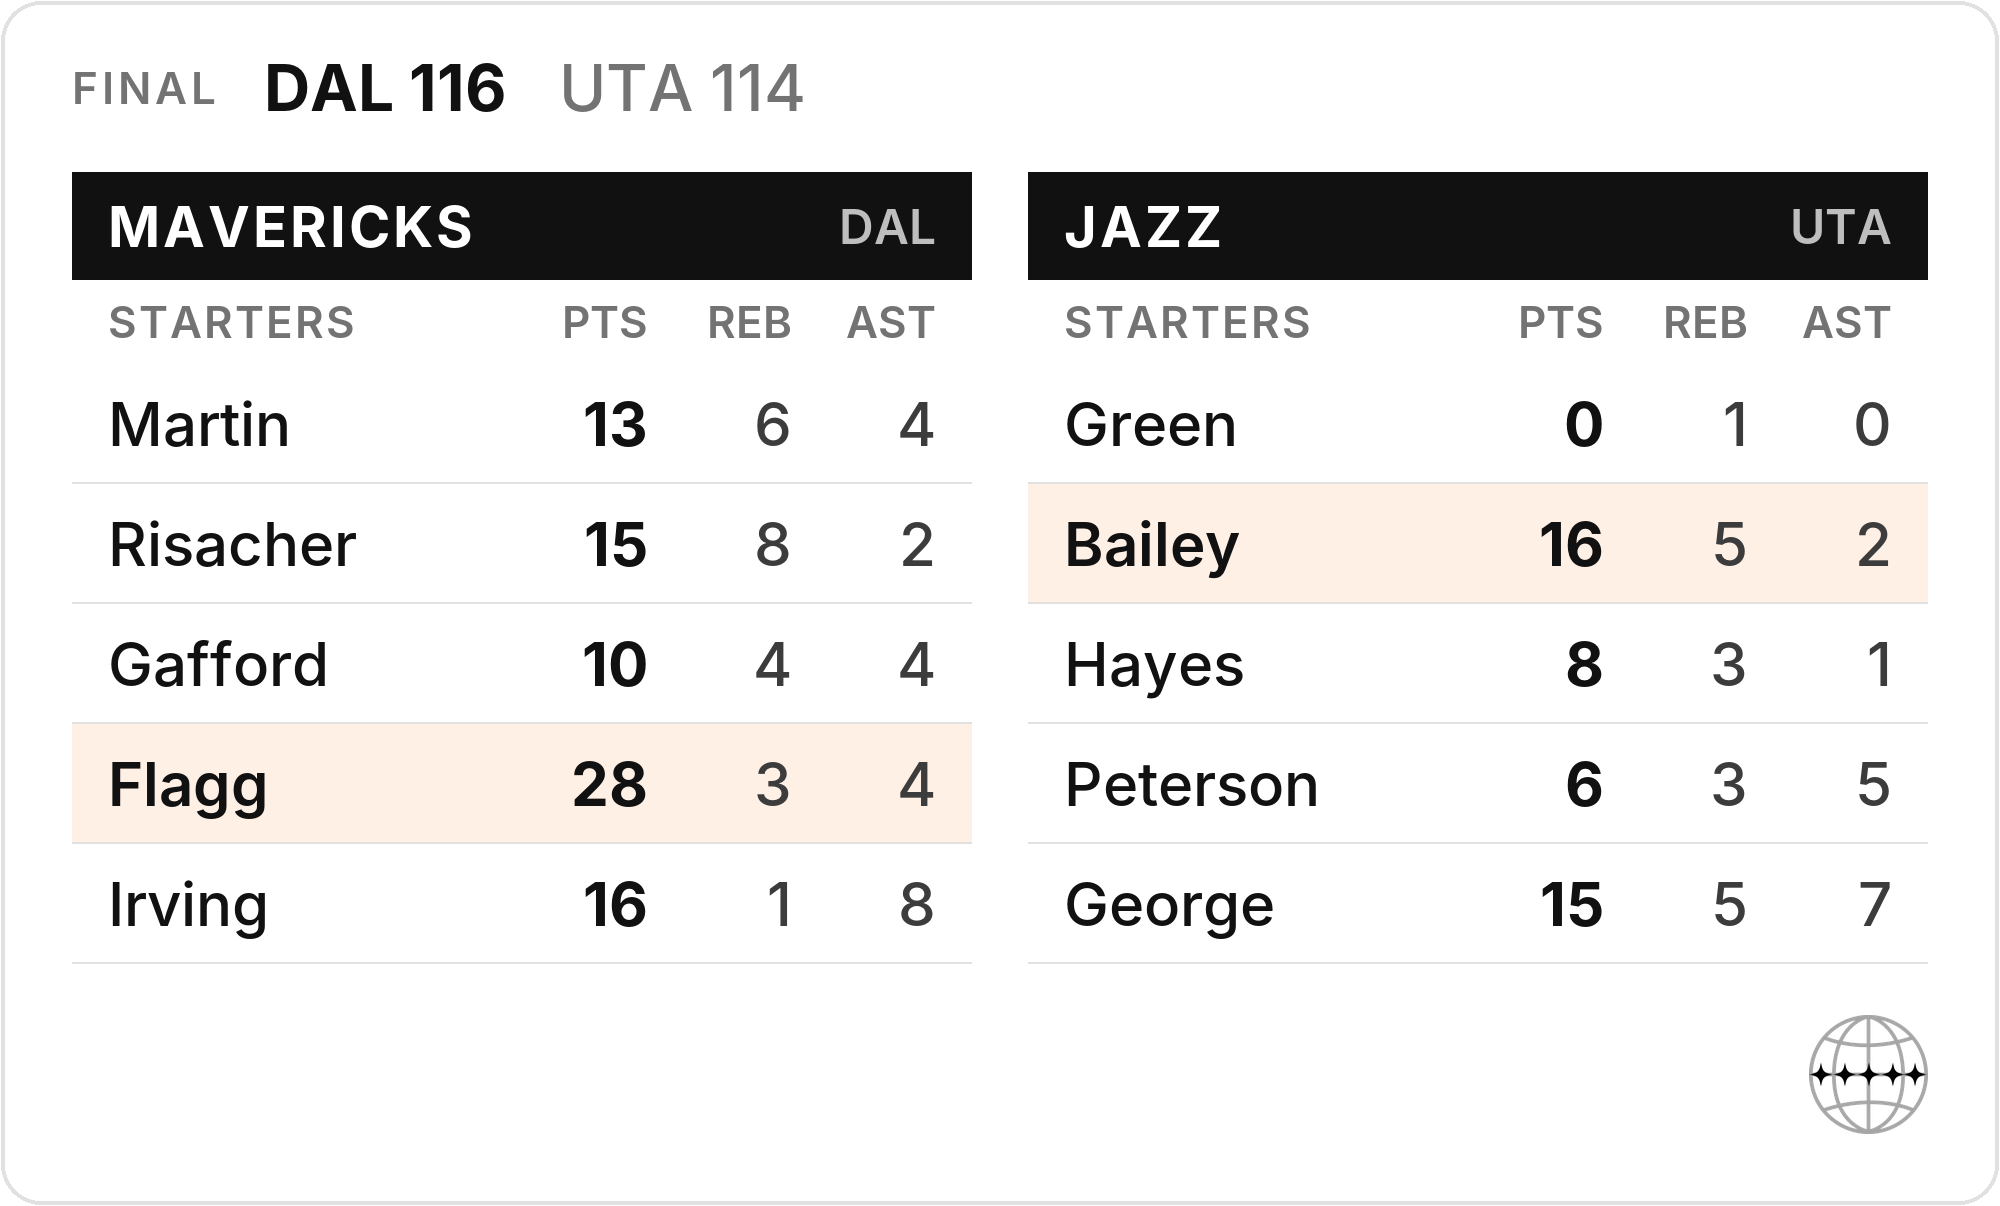 FINAL DAL 116 UTA 114
MAVERICKS DAL
STARTERS PTS REB AST
Martin 13 6 4
Risacher 15 8 2
Gafford 10 4 4
Flagg 28 3 4
Irving 16 1 8
JAZZ UTA
STARTERS PTS REB AST
Green 0 1 0
Bailey 16 5 2
Hayes 8 3 1
Peterson 6 3 5
George 15 5 7